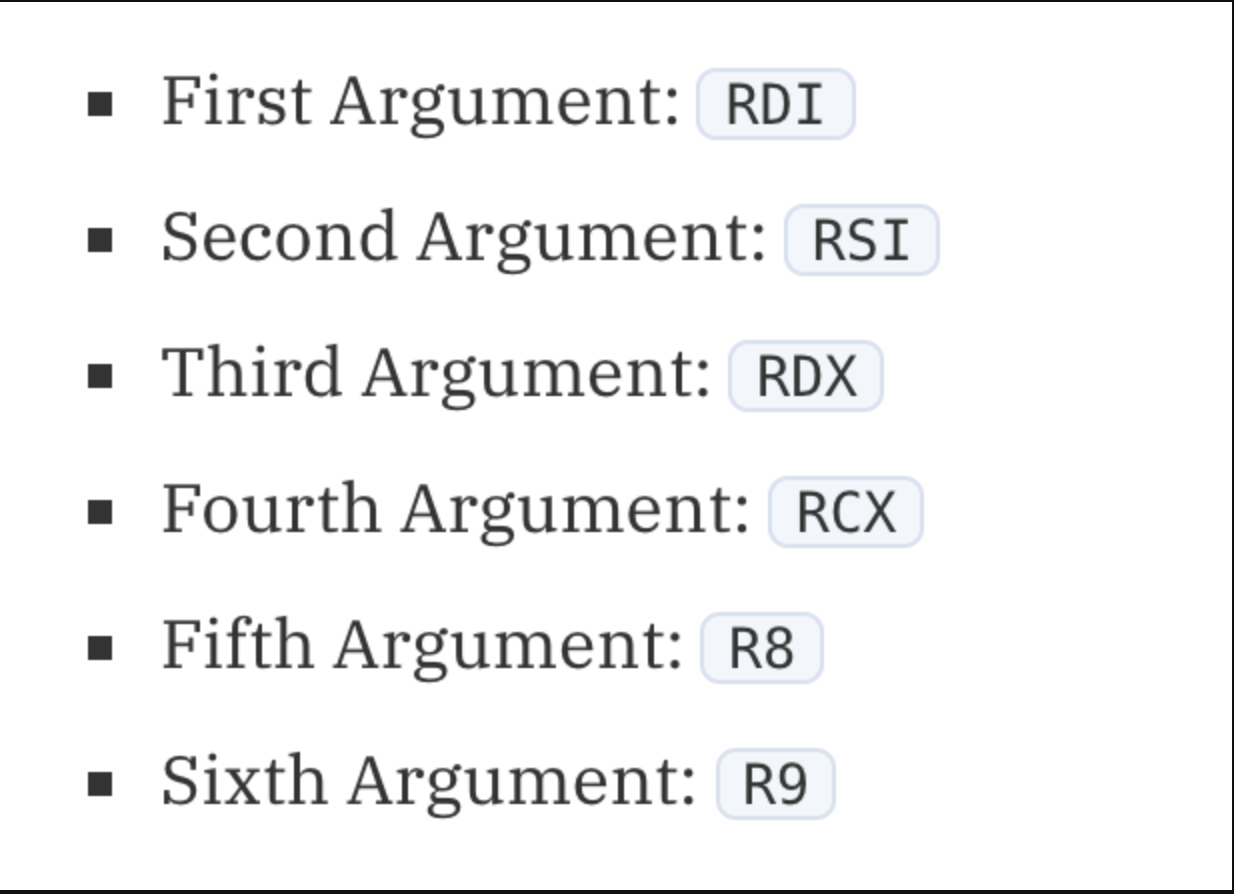 ▪ First Argument: RDI
▪ Second Argument: RSI
▪ Third Argument: RDX
▪ Fourth Argument: RCX
▪ Fifth Argument: R8
▪ Sixth Argument: R9